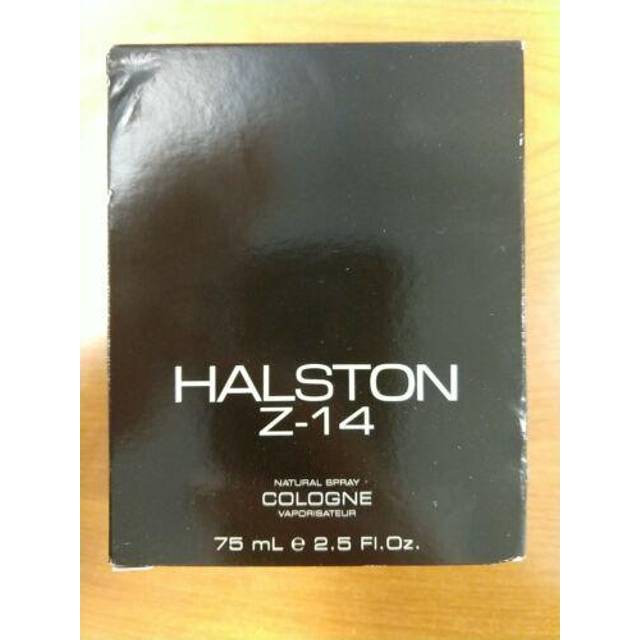 HALSTON
Z-14
NATURAL SPRAY
COLOGNE
VAPORISATEUR
75 mL ℮ 2.5 Fl.Oz.